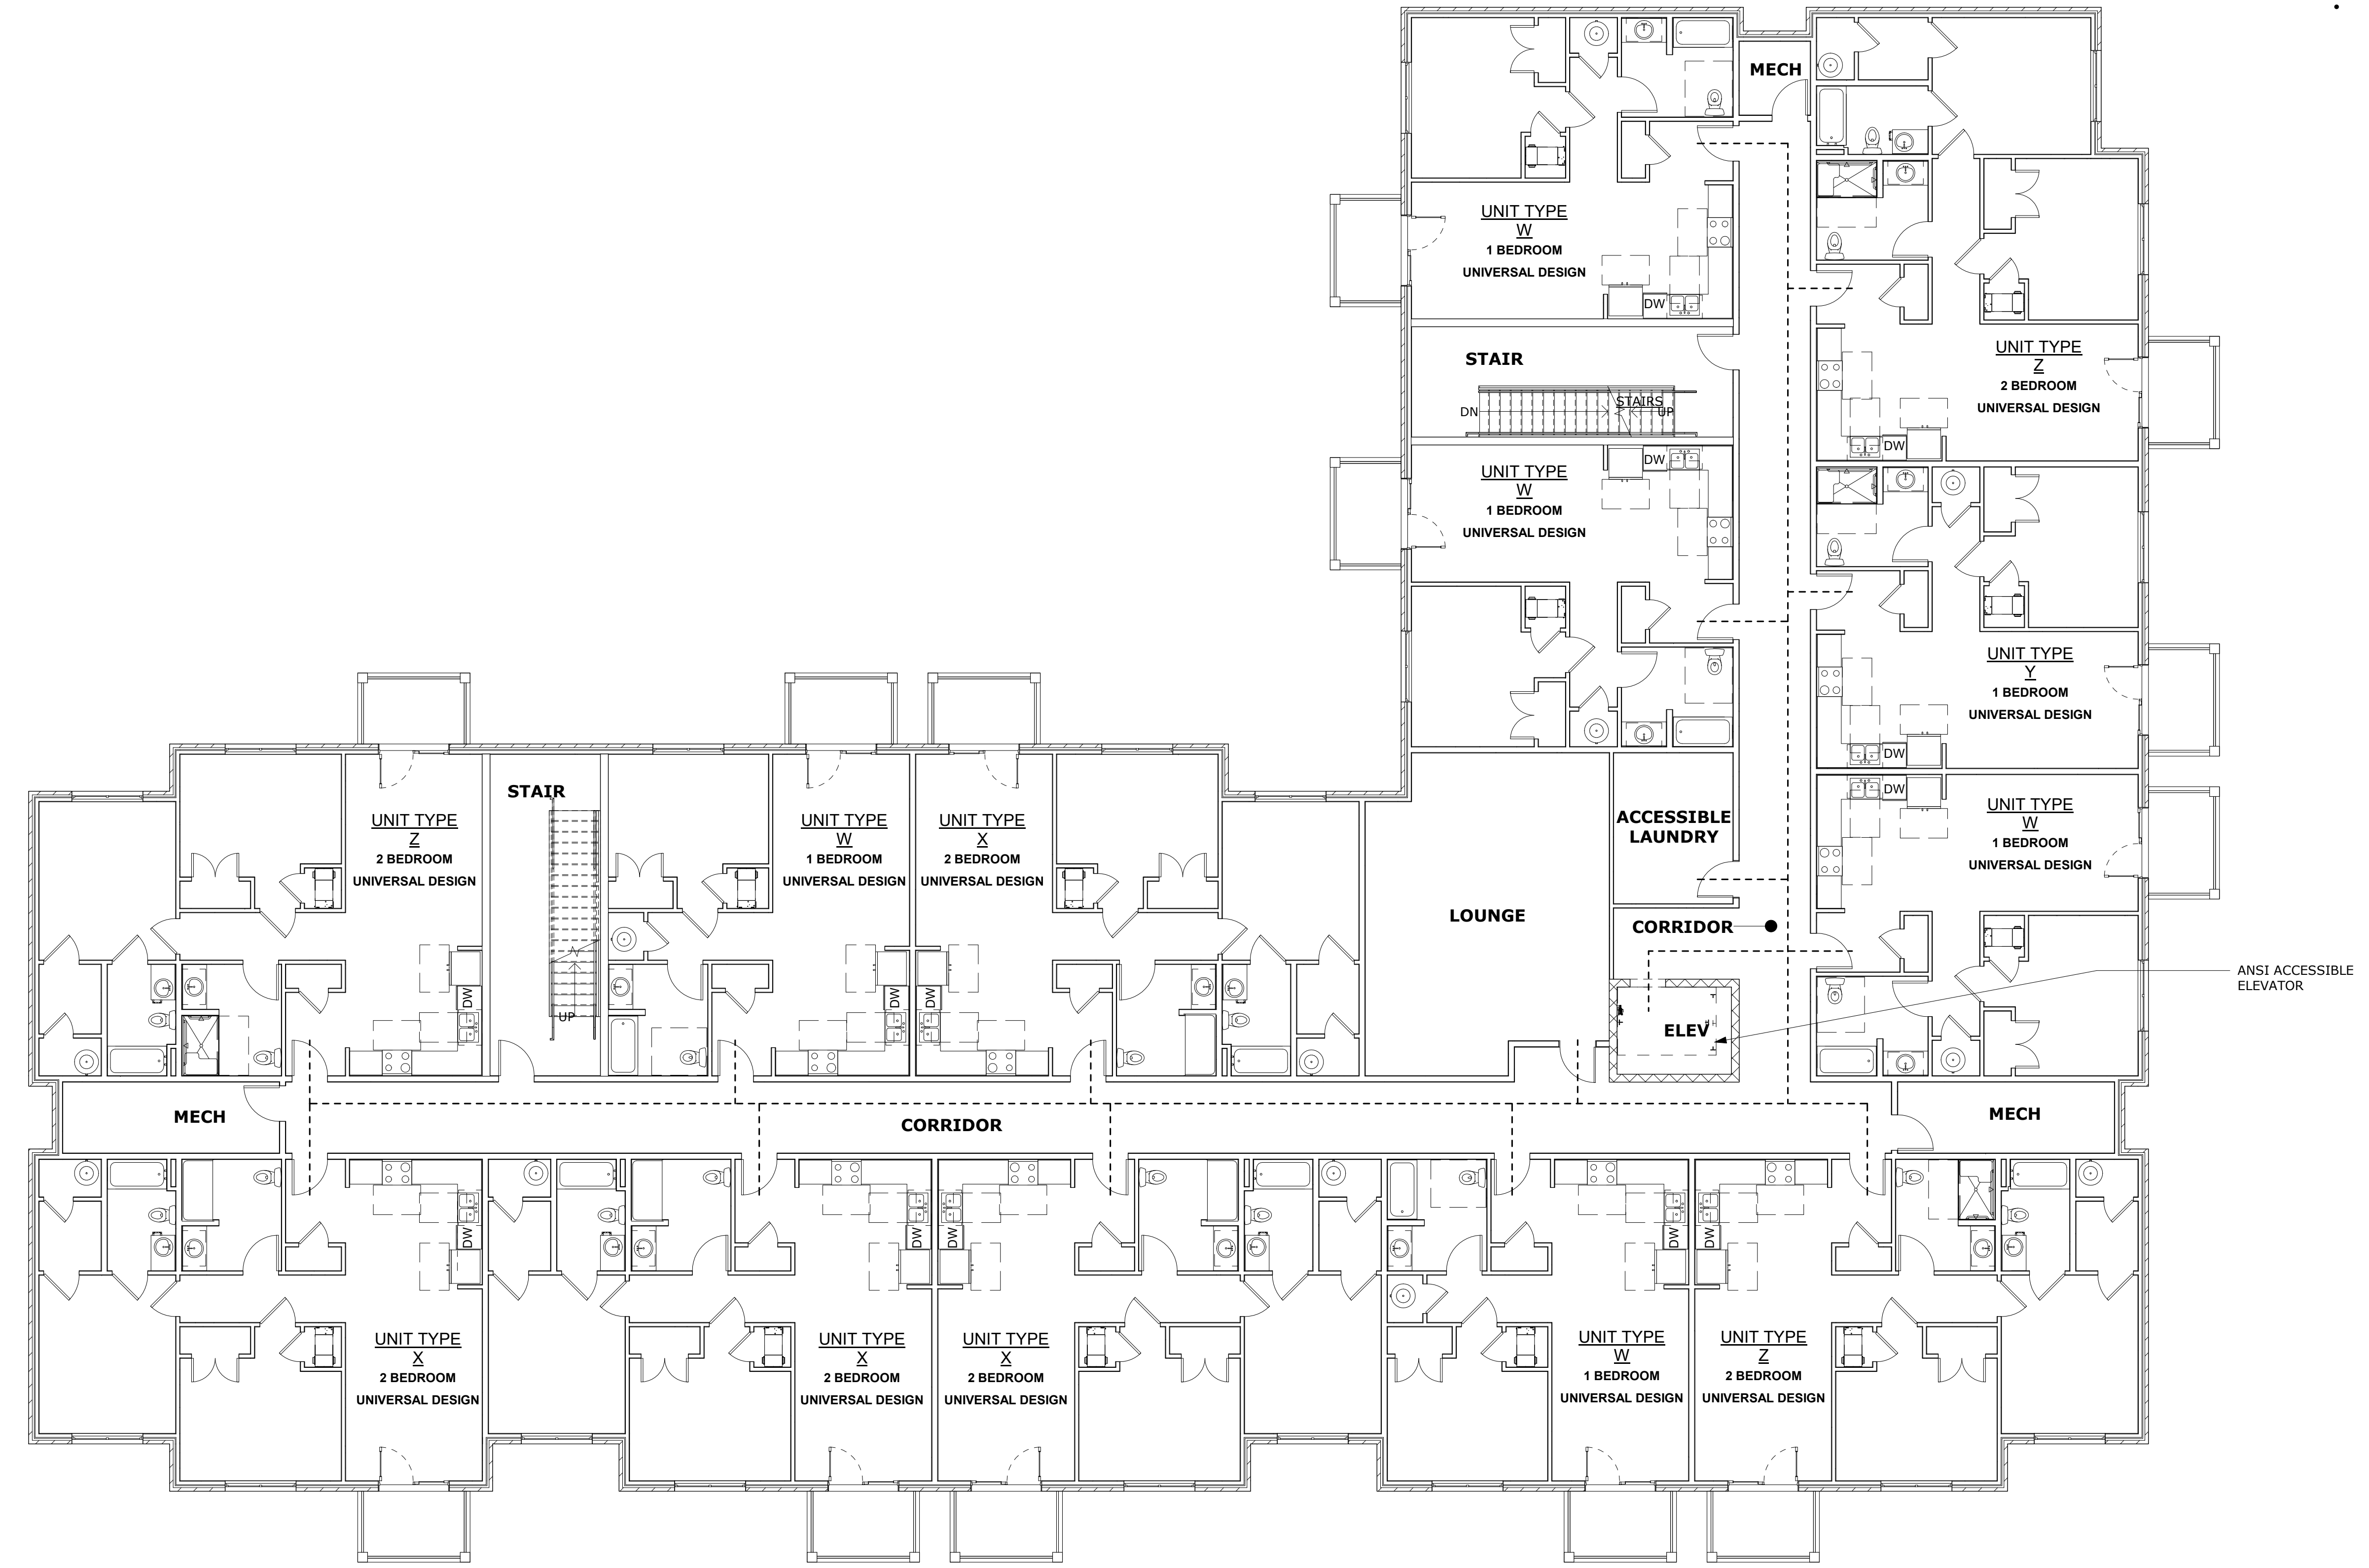 MECH
UNIT TYPE
W
1 BEDROOM
UNIVERSAL DESIGN
DW
STAIR
STAIRS
DN
UP
UNIT TYPE
Z
2 BEDROOM
UNIVERSAL DESIGN
DW
UNIT TYPE
W
1 BEDROOM
UNIVERSAL DESIGN
DW
UNIT TYPE
Y
1 BEDROOM
UNIVERSAL DESIGN
DW
UNIT TYPE
W
1 BEDROOM
UNIVERSAL DESIGN
DW
UNIT TYPE
Z
2 BEDROOM
UNIVERSAL DESIGN
DW
STAIR
UP
UNIT TYPE
W
1 BEDROOM
UNIVERSAL DESIGN
DW
UNIT TYPE
X
2 BEDROOM
UNIVERSAL DESIGN
DW
LOUNGE
ACCESSIBLE
LAUNDRY
CORRIDOR
ELEV
ANSI ACCESSIBLE
ELEVATOR
MECH
CORRIDOR
MECH
DW
UNIT TYPE
X
2 BEDROOM
UNIVERSAL DESIGN
DW
UNIT TYPE
X
2 BEDROOM
UNIVERSAL DESIGN
DW
UNIT TYPE
X
2 BEDROOM
UNIVERSAL DESIGN
DW
UNIT TYPE
W
1 BEDROOM
UNIVERSAL DESIGN
DW
UNIT TYPE
Z
2 BEDROOM
UNIVERSAL DESIGN